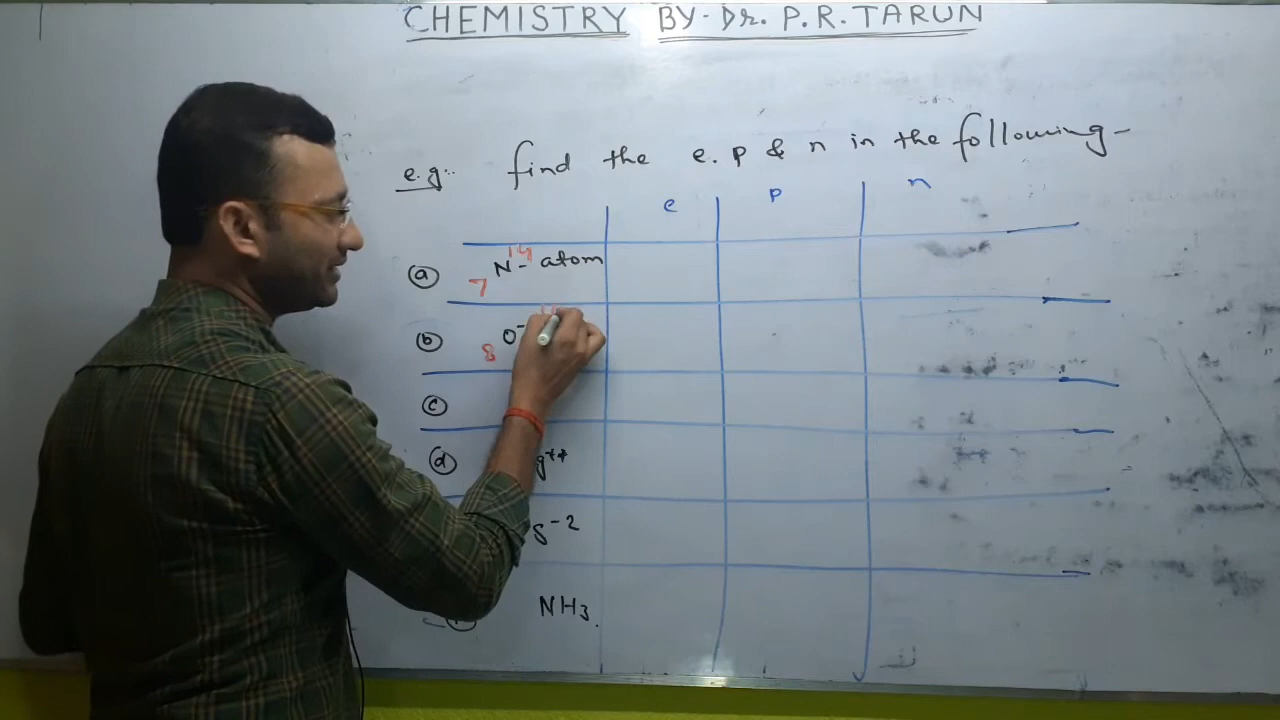 CHEMISTRY BY- Dr. P. R. TARUN
e.g:- find the e. p & n in the following-
e p n
(a) 7 N 14 - atom
(b) 8 O-
(c)
(d) g++
S-2
NH3.